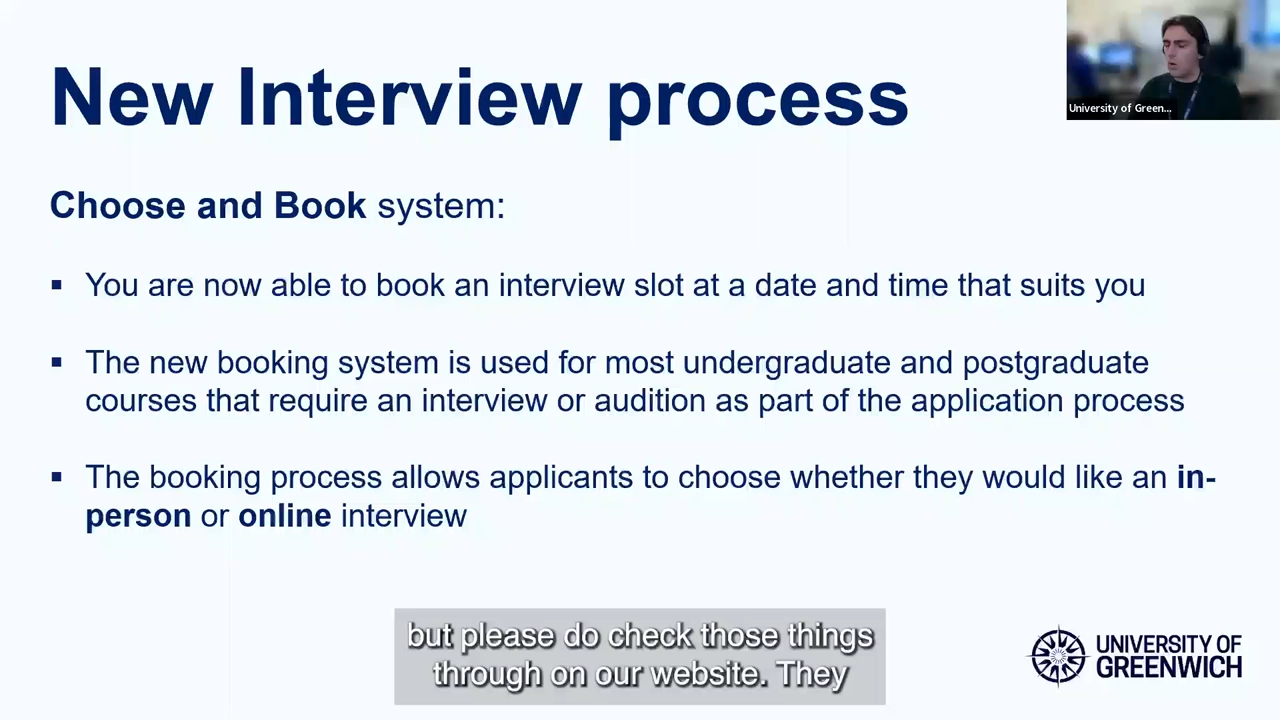 New Interview process
University of Green...
Choose and Book system:
▪ You are now able to book an interview slot at a date and time that suits you
▪ The new booking system is used for most undergraduate and postgraduate
courses that require an interview or audition as part of the application process
▪ The booking process allows applicants to choose whether they would like an in-
person or online interview
but please do check those things
through on our website. They
UNIVERSITY OF
GREENWICH